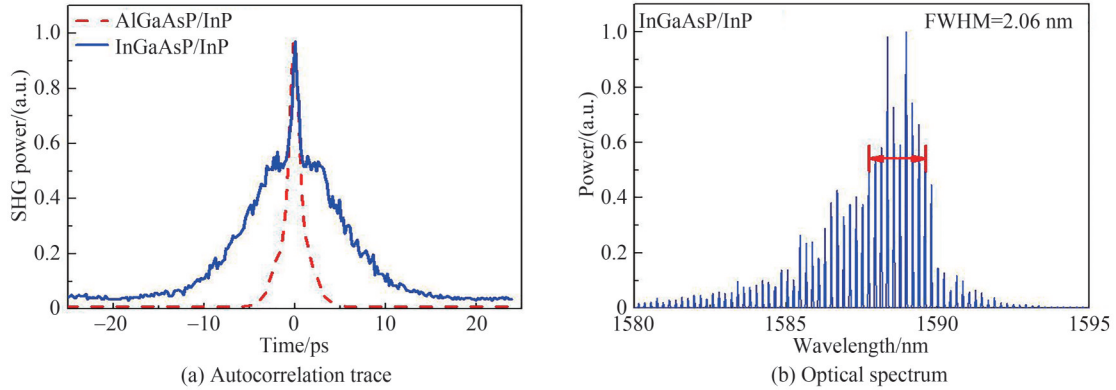 AlGaAsP/InP
InGaAsP/InP
1.0
0.8
0.6
0.4
0.2
0
SHG power/(a.u.)
−20
−10
0
10
20
Time/ps
(a) Autocorrelation trace
InGaAsP/InP
FWHM=2.06 nm
1.0
0.8
0.6
0.4
0.2
0
Power/(a.u.)
1580
1585
1590
1595
Wavelength/nm
(b) Optical spectrum